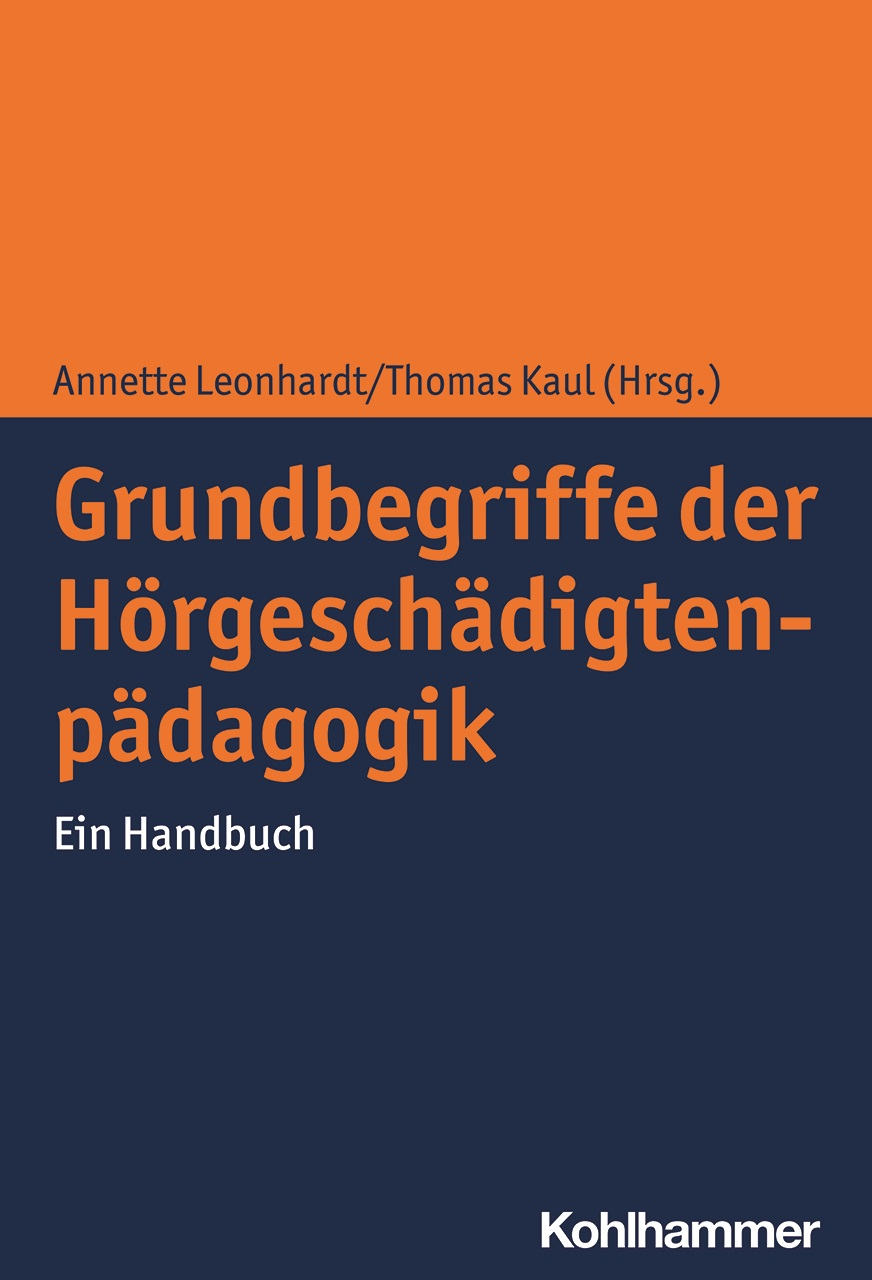 Annette Leonhardt/Thomas Kaul (Hrsg.)
Grundbegriffe der
Hörgeschädigten-
pädagogik
Ein Handbuch
Kohlhammer